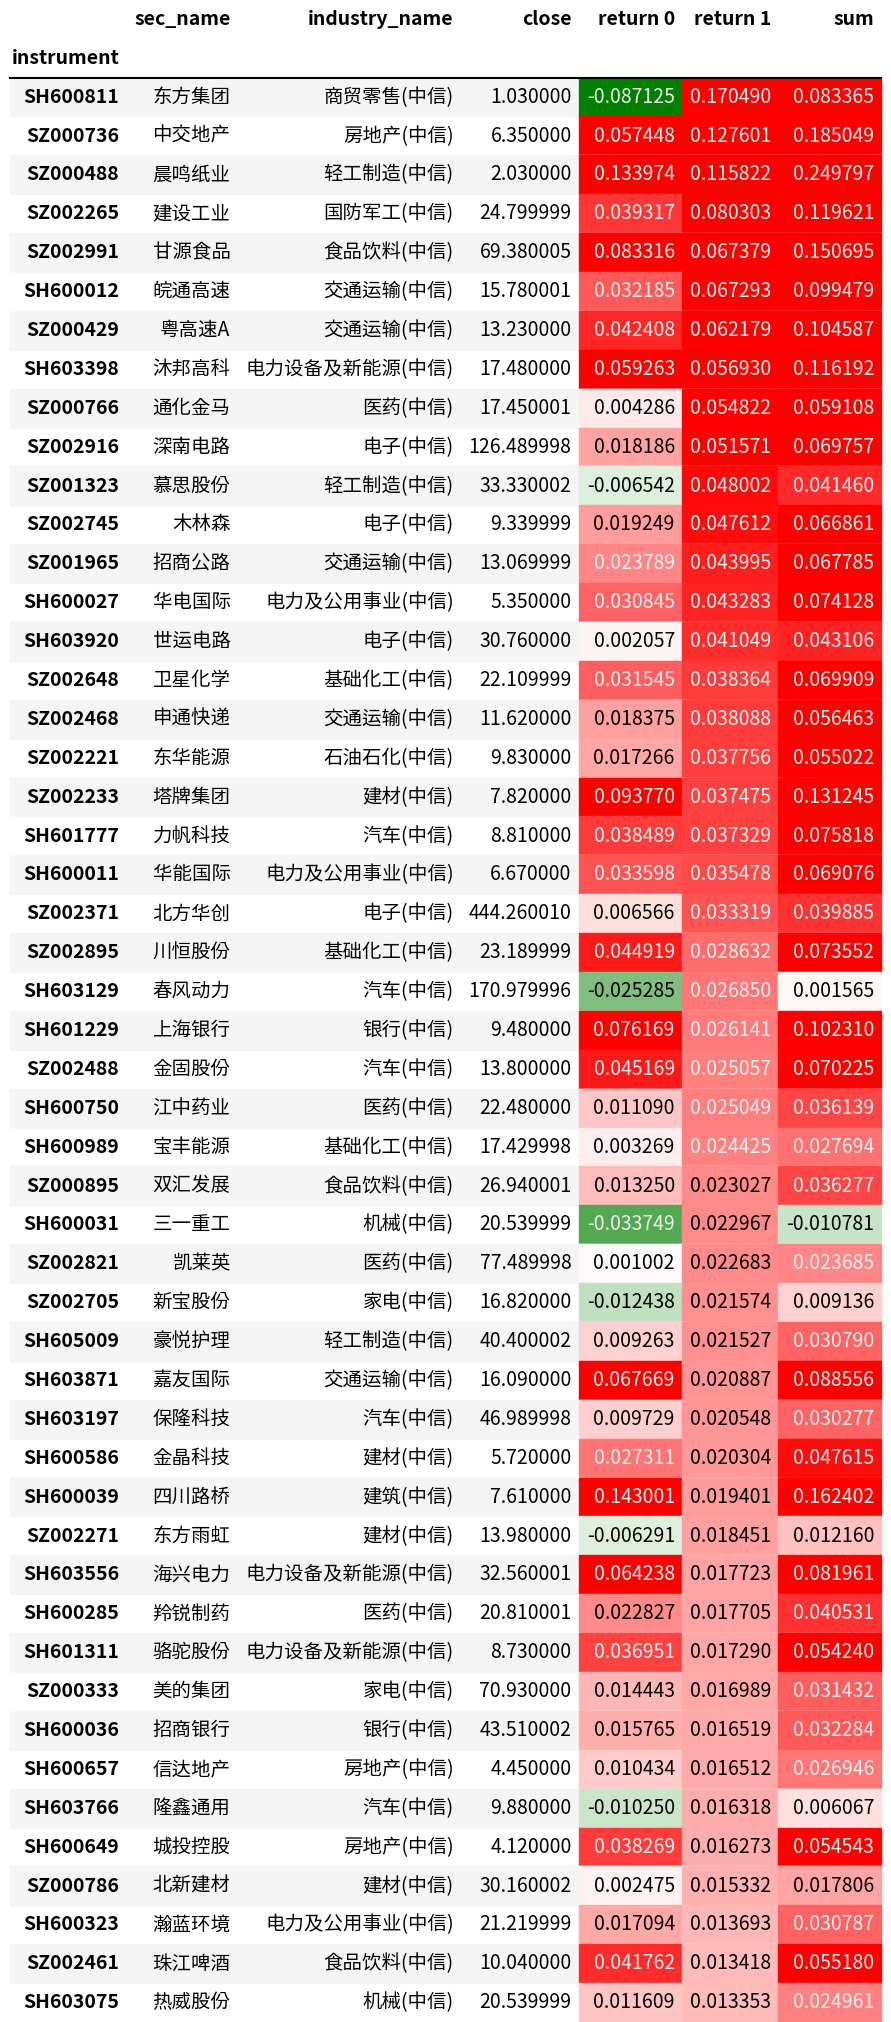 sec_name industry_name close return 0 return 1 sum
instrument
SH600811 东方集团 商贸零售(中信) 1.030000 -0.087125 0.170490 0.083365
SZ000736 中交地产 房地产(中信) 6.350000 0.057448 0.127601 0.185049
SZ000488 晨鸣纸业 轻工制造(中信) 2.030000 0.133974 0.115822 0.249797
SZ002265 建设工业 国防军工(中信) 24.799999 0.039317 0.080303 0.119621
SZ002991 甘源食品 食品饮料(中信) 69.380005 0.083316 0.067379 0.150695
SH600012 皖通高速 交通运输(中信) 15.780001 0.032185 0.067293 0.099479
SZ000429 粤高速A 交通运输(中信) 13.230000 0.042408 0.062179 0.104587
SH603398 沐邦高科 电力设备及新能源(中信) 17.480000 0.059263 0.056930 0.116192
SZ000766 通化金马 医药(中信) 17.450001 0.004286 0.054822 0.059108
SZ002916 深南电路 电子(中信) 126.489998 0.018186 0.051571 0.069757
SZ001323 慕思股份 轻工制造(中信) 33.330002 -0.006542 0.048002 0.041460
SZ002745 木林森 电子(中信) 9.339999 0.019249 0.047612 0.066861
SZ001965 招商公路 交通运输(中信) 13.069999 0.023789 0.043995 0.067785
SH600027 华电国际 电力及公用事业(中信) 5.350000 0.030845 0.043283 0.074128
SH603920 世运电路 电子(中信) 30.760000 0.002057 0.041049 0.043106
SZ002648 卫星化学 基础化工(中信) 22.109999 0.031545 0.038364 0.069909
SZ002468 申通快递 交通运输(中信) 11.620000 0.018375 0.038088 0.056463
SZ002221 东华能源 石油石化(中信) 9.830000 0.017266 0.037756 0.055022
SZ002233 塔牌集团 建材(中信) 7.820000 0.093770 0.037475 0.131245
SH601777 力帆科技 汽车(中信) 8.810000 0.038489 0.037329 0.075818
SH600011 华能国际 电力及公用事业(中信) 6.670000 0.033598 0.035478 0.069076
SZ002371 北方华创 电子(中信) 444.260010 0.006566 0.033319 0.039885
SZ002895 川恒股份 基础化工(中信) 23.189999 0.044919 0.028632 0.073552
SH603129 春风动力 汽车(中信) 170.979996 -0.025285 0.026850 0.001565
SH601229 上海银行 银行(中信) 9.480000 0.076169 0.026141 0.102310
SZ002488 金固股份 汽车(中信) 13.800000 0.045169 0.025057 0.070225
SH600750 江中药业 医药(中信) 22.480000 0.011090 0.025049 0.036139
SH600989 宝丰能源 基础化工(中信) 17.429998 0.003269 0.024425 0.027694
SZ000895 双汇发展 食品饮料(中信) 26.940001 0.013250 0.023027 0.036277
SH600031 三一重工 机械(中信) 20.539999 -0.033749 0.022967 -0.010781
SZ002821 凯莱英 医药(中信) 77.489998 0.001002 0.022683 0.023685
SZ002705 新宝股份 家电(中信) 16.820000 -0.012438 0.021574 0.009136
SH605009 豪悦护理 轻工制造(中信) 40.400002 0.009263 0.021527 0.030790
SH603871 嘉友国际 交通运输(中信) 16.090000 0.067669 0.020887 0.088556
SH603197 保隆科技 汽车(中信) 46.989998 0.009729 0.020548 0.030277
SH600586 金晶科技 建材(中信) 5.720000 0.027311 0.020304 0.047615
SH600039 四川路桥 建筑(中信) 7.610000 0.143001 0.019401 0.162402
SZ002271 东方雨虹 建材(中信) 13.980000 -0.006291 0.018451 0.012160
SH603556 海兴电力 电力设备及新能源(中信) 32.560001 0.064238 0.017723 0.081961
SH600285 羚锐制药 医药(中信) 20.810001 0.022827 0.017705 0.040531
SH601311 骆驼股份 电力设备及新能源(中信) 8.730000 0.036951 0.017290 0.054240
SZ000333 美的集团 家电(中信) 70.930000 0.014443 0.016989 0.031432
SH600036 招商银行 银行(中信) 43.510002 0.015765 0.016519 0.032284
SH600657 信达地产 房地产(中信) 4.450000 0.010434 0.016512 0.026946
SH603766 隆鑫通用 汽车(中信) 9.880000 -0.010250 0.016318 0.006067
SH600649 城投控股 房地产(中信) 4.120000 0.038269 0.016273 0.054543
SZ000786 北新建材 建材(中信) 30.160002 0.002475 0.015332 0.017806
SH600323 瀚蓝环境 电力及公用事业(中信) 21.219999 0.017094 0.013693 0.030787
SZ002461 珠江啤酒 食品饮料(中信) 10.040000 0.041762 0.013418 0.055180
SH603075 热威股份 机械(中信) 20.539999 0.011609 0.013353 0.024961